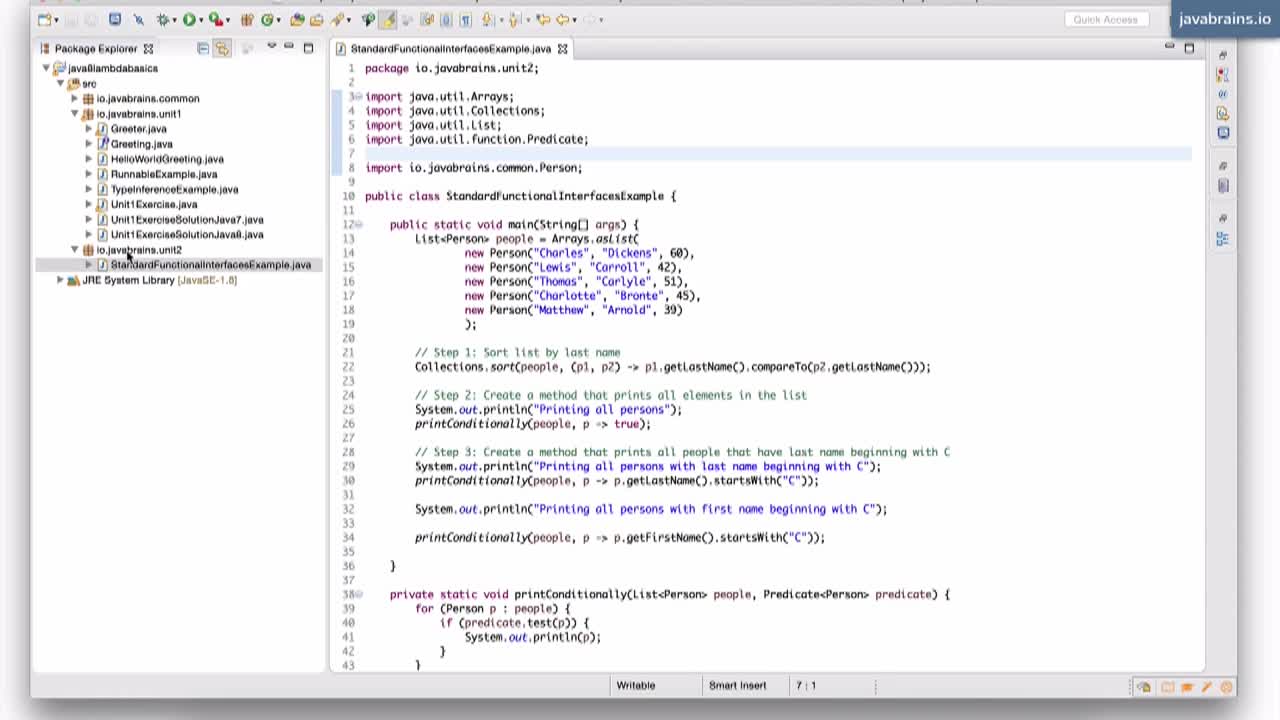 Quick Access
javabrains.io
Package Explorer
StandardFunctionalInterfacesExample.java
java8lambdabasics
src
io.javabrains.common
io.javabrains.unit1
Greeter.java
Greeting.java
HelloWorldGreeting.java
RunnableExample.java
TypeInferenceExample.java
Unit1Exercise.java
Unit1ExerciseSolutionJava7.java
Unit1ExerciseSolutionJava8.java
io.javabrains.unit2
StandardFunctionalInterfacesExample.java
JRE System Library [JavaSE-1.8]
1 package io.javabrains.unit2;
2
3 import java.util.Arrays;
4 import java.util.Collections;
5 import java.util.List;
6 import java.util.function.Predicate;
7
8 import io.javabrains.common.Person;
9
10 public class StandardFunctionalInterfacesExample {
11
12 public static void main(String[] args) {
13 List<Person> people = Arrays.asList(
14 new Person("Charles", "Dickens", 60),
15 new Person("Lewis", "Carroll", 42),
16 new Person("Thomas", "Carlyle", 51),
17 new Person("Charlotte", "Bronte", 45),
18 new Person("Matthew", "Arnold", 39)
19 );
20
21 // Step 1: Sort list by last name
22 Collections.sort(people, (p1, p2) -> p1.getLastName().compareTo(p2.getLastName()));
23
24 // Step 2: Create a method that prints all elements in the list
25 System.out.println("Printing all persons");
26 printConditionally(people, p -> true);
27
28 // Step 3: Create a method that prints all people that have last name beginning with C
29 System.out.println("Printing all persons with last name beginning with C");
30 printConditionally(people, p -> p.getLastName().startsWith("C"));
31
32 System.out.println("Printing all persons with first name beginning with C");
33
34 printConditionally(people, p -> p.getFirstName().startsWith("C"));
35
36 }
37
38 private static void printConditionally(List<Person> people, Predicate<Person> predicate) {
39 for (Person p : people) {
40 if (predicate.test(p)) {
41 System.out.println(p);
42 }
43 }
Writable
Smart Insert
7 : 1